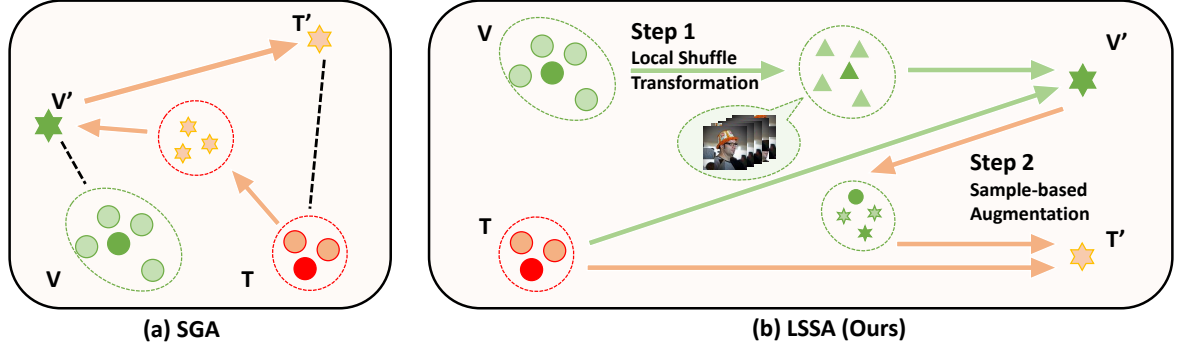 T'
V'
V
T
(a) SGA
V
Step 1
Local Shuffle
Transformation
V'
Step 2
Sample-based
Augmentation
T
T'
(b) LSSA (Ours)